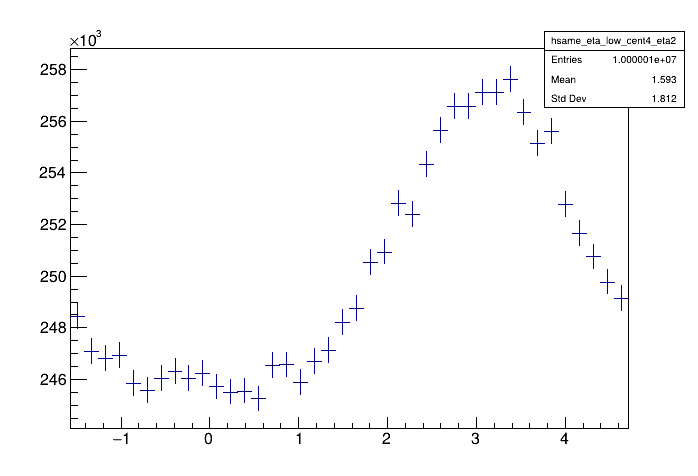 ×10³
hsame_eta_low_cent4_eta2
Entries 1.000001e+07
Mean 1.593
Std Dev 1.812
258
256
254
252
250
248
246
−1 0 1 2 3 4